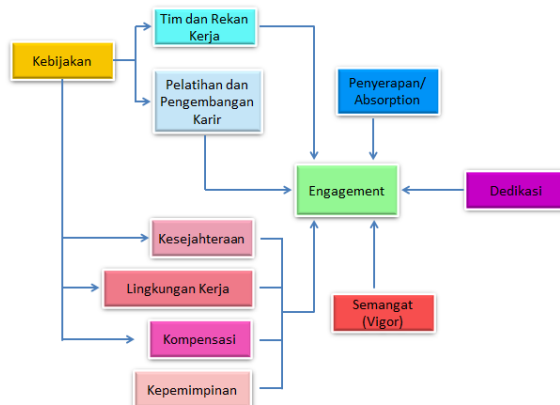 Tim dan Rekan
Kerja
Kebijakan
Pelatihan dan
Pengembangan
Karir
Penyerapan/
Absorption
Engagement
Dedikasi
Kesejahteraan
Lingkungan Kerja
Semangat
(Vigor)
Kompensasi
Kepemimpinan